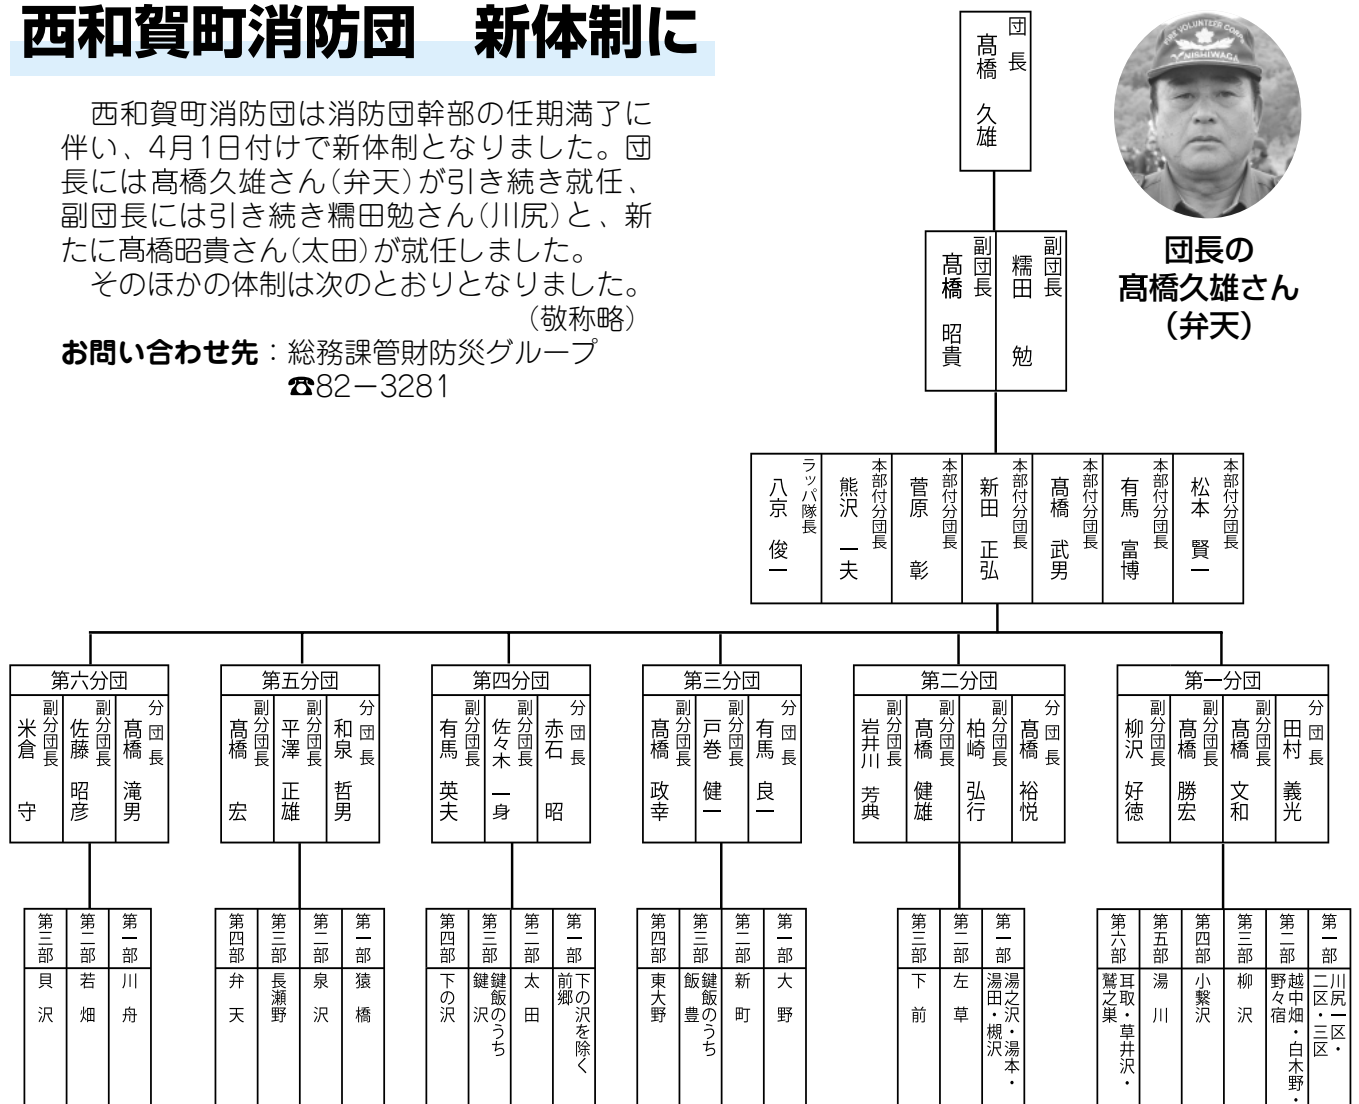 西和賀町消防団　新体制に
　西和賀町消防団は消防団幹部の任期満了に
伴い、4月1日付けで新体制となりました。団
長には髙橋久雄さん（弁天）が引き続き就任、
副団長には引き続き糯田勉さん（川尻）と、新
たに髙橋昭貴さん（太田）が就任しました。
　そのほかの体制は次のとおりとなりました。
（敬称略）
お問い合わせ先：総務課管財防災グループ
☎82－3281
団長
髙橋　久雄
FIRE VOLUNTEER CORPS
NISHIWAGA
団長の
髙橋久雄さん
（弁天）
副団長
糯田　勉
副団長
髙橋　昭貴
本部付分団長
松本　賢一
本部付分団長
有馬　富博
本部付分団長
髙橋　武男
本部付分団長
新田　正弘
本部付分団長
菅原　彰
本部付分団長
熊沢　一夫
ラッパ隊長
八京　俊一
第一分団
分団長
田村　義光
副分団長
髙橋　文和
副分団長
髙橋　勝宏
副分団長
柳沢　好徳
第一部
川尻一区・
二区・三区
第二部
越中畑・白木野・
野々宿
第三部
柳沢
第四部
小繋沢
第五部
湯川
第六部
耳取・草井沢・
鷲之巣
第二分団
分団長
髙橋　裕悦
副分団長
柏崎　弘行
副分団長
髙橋　健雄
副分団長
岩井川　芳典
第一部
湯之沢・湯本・
湯田・槻沢
第二部
左草
第三部
下前
第三分団
分団長
有馬　良一
副分団長
戸巻　健一
副分団長
髙橋　政幸
第一部
大野
第二部
新町
第三部
鍵飯のうち
飯豊
第四部
東大野
第四分団
分団長
赤石　昭
副分団長
佐々木　一身
副分団長
有馬　英夫
第一部
下の沢を除く
前郷
第二部
太田
第三部
鍵飯のうち
鍵沢
第四部
下の沢
第五分団
分団長
和泉　哲男
副分団長
平澤　正雄
副分団長
髙橋　宏
第一部
猿橋
第二部
泉沢
第三部
長瀬野
第四部
弁天
第六分団
分団長
髙橋　滝男
副分団長
佐藤　昭彦
副分団長
米倉　守
第一部
川舟
第二部
若畑
第三部
貝沢